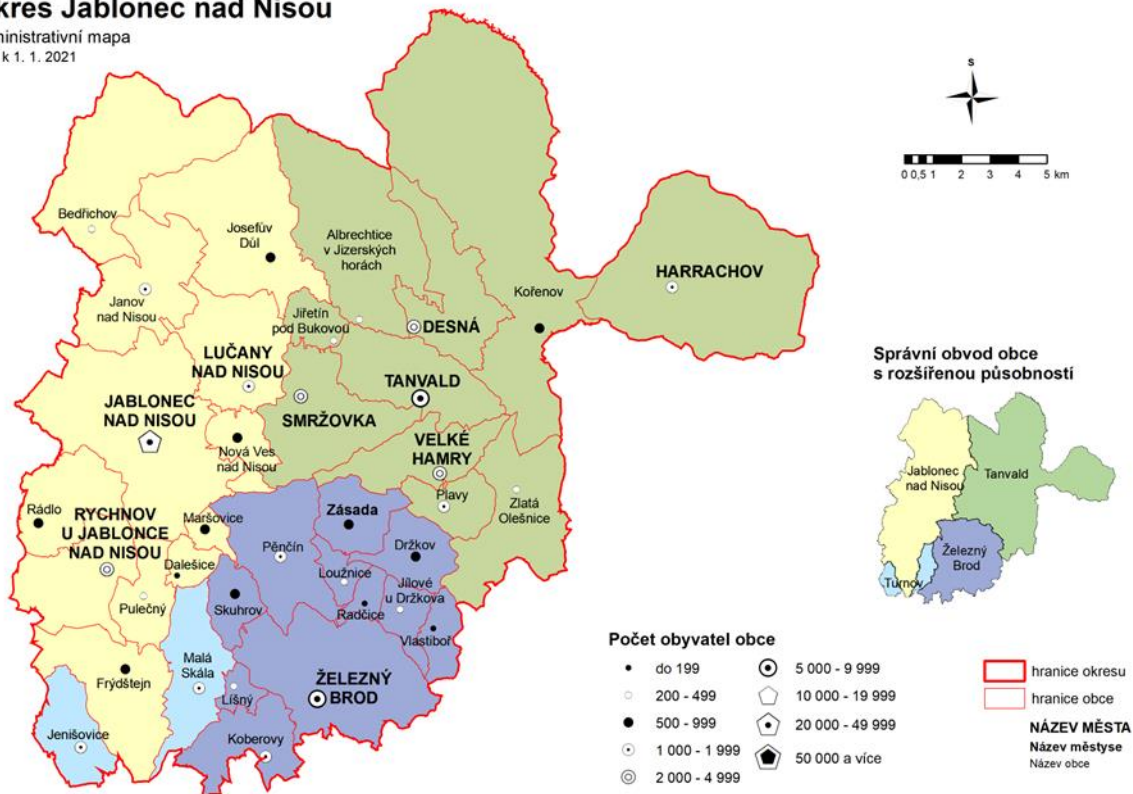 kres Jablonec nad Nisou
ministrativní mapa
k 1. 1. 2021
S
0 0,5 1 2 3 4 5 km
Bedřichov
Josefův
Důl
Albrechtice
v Jizerských
horách
HARRACHOV
Kořenov
Janov
nad Nisou
Jiřetín
pod Bukovou
DESNÁ
LUČANY
NAD NISOU
TANVALD
JABLONEC
NAD NISOU
SMRŽOVKA
Nová Ves
nad Nisou
VELKÉ
HAMRY
Plavy
Zlatá
Olešnice
Rádlo
RYCHNOV
U JABLONCE
NAD NISOU
Maršovice
Zásada
Pěnčín
Držkov
Dalešice
Loužnice
Jílové
u Držkova
Pulečný
Skuhrov
Radčice
Vlastiboř
Malá
Skála
Frýdštejn
Líšný
ŽELEZNÝ
BROD
Jenišovice
Koberovy
Správní obvod obce
s rozšířenou působností
Jablonec
nad Nisou
Tanvald
Železný
Brod
Turnov
Počet obyvatel obce
do 199
200 - 499
500 - 999
1 000 - 1 999
2 000 - 4 999
5 000 - 9 999
10 000 - 19 999
20 000 - 49 999
50 000 a více
hranice okresu
hranice obce
NÁZEV MĚSTA
Název městyse
Název obce